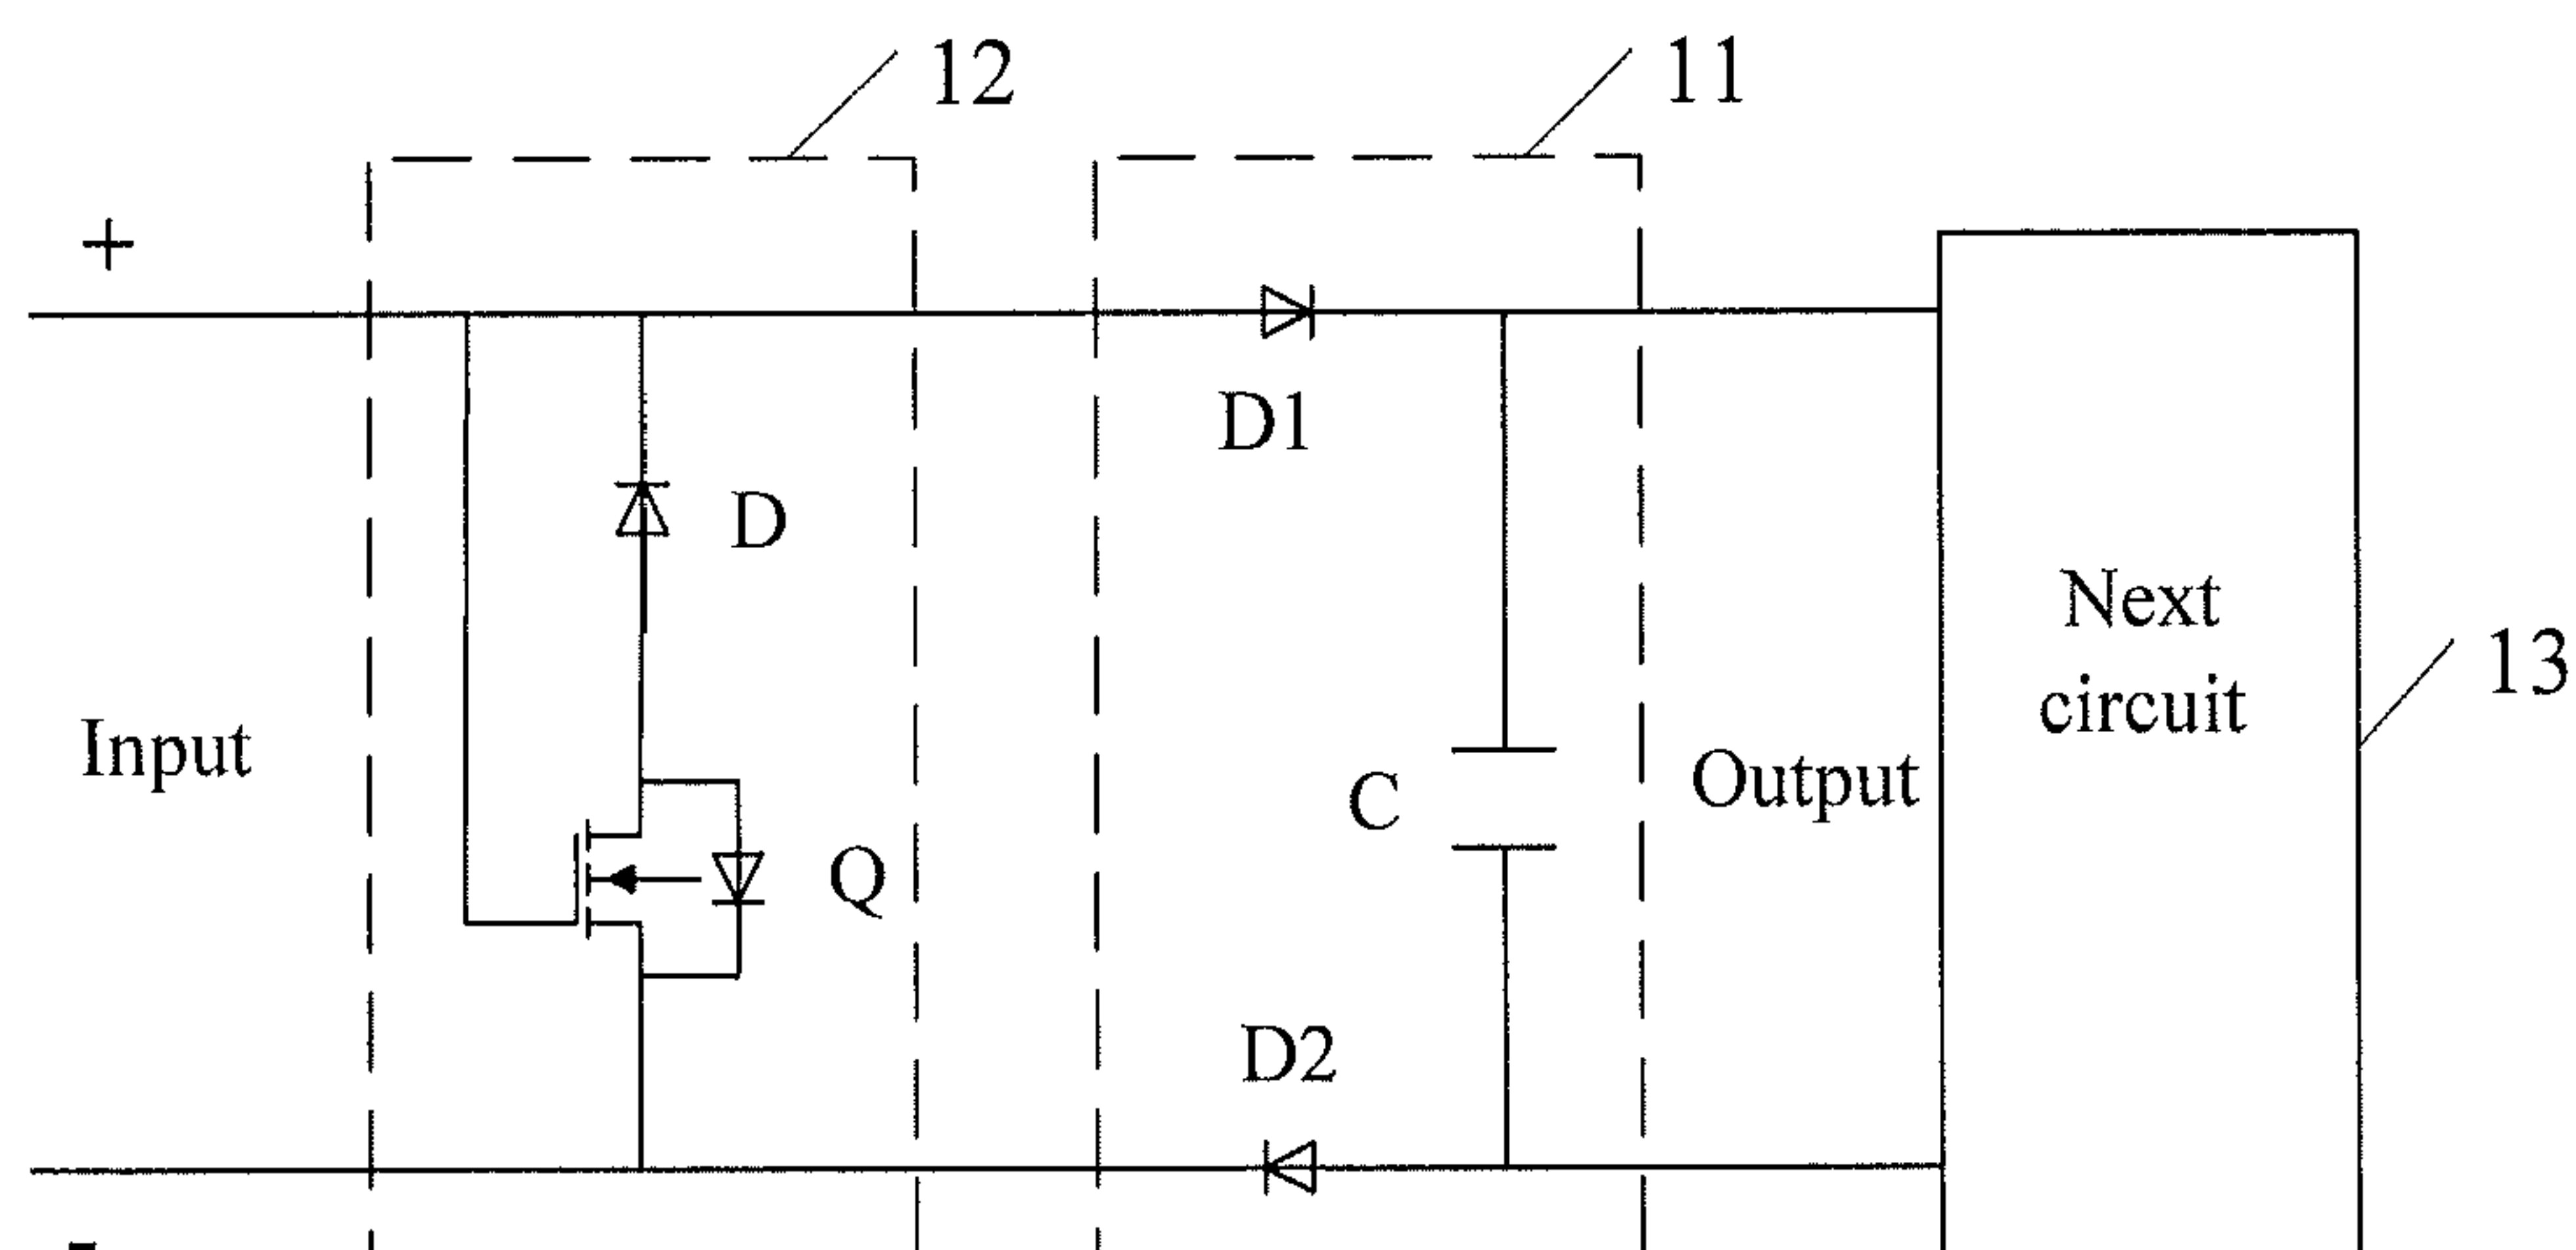 12
11
+
D1
D
Next
circuit
13
Input
Output
C
Q
D2
-